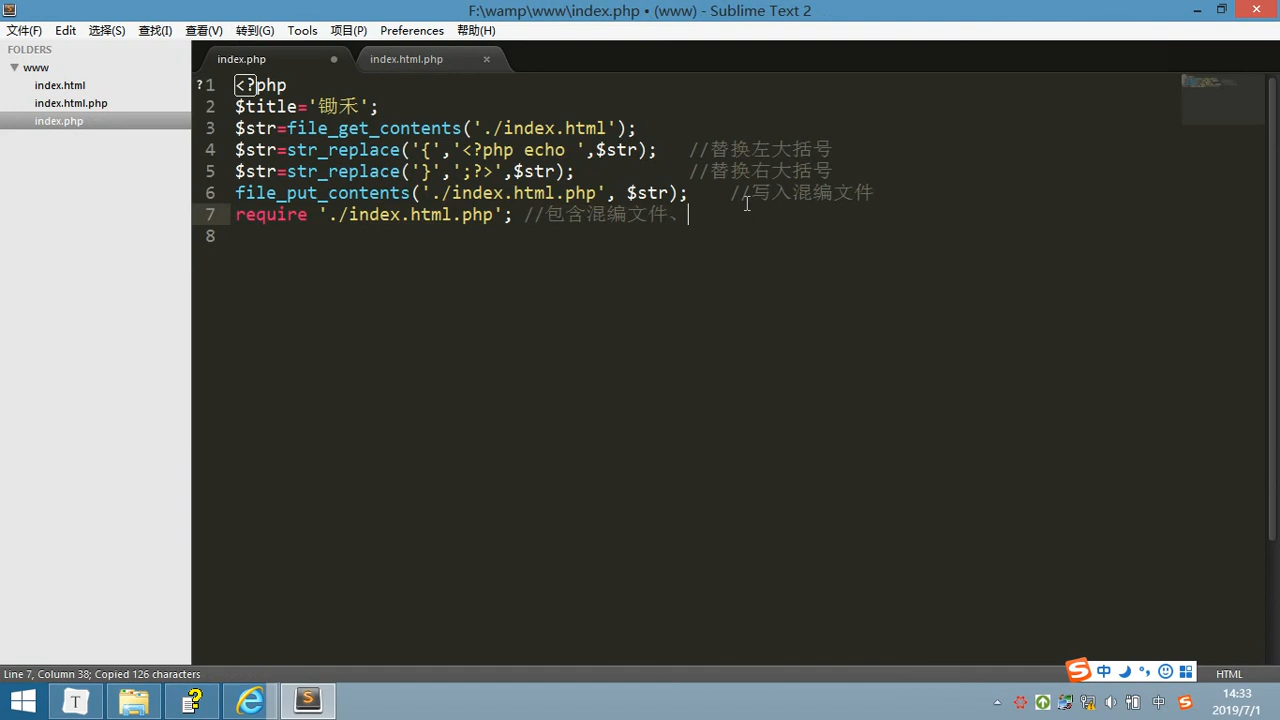 F:\wamp\www\index.php • (www) - Sublime Text 2
文件(F) Edit 选择(S) 查找(I) 查看(V) 转到(G) Tools 项目(P) Preferences 帮助(H)
FOLDERS
www
index.html
index.html.php
index.php
index.php
index.html.php
1 <?php
2 $title='锄禾';
3 $str=file_get_contents('./index.html');
4 $str=str_replace('{','<?php echo ',$str); //替换左大括号
5 $str=str_replace('}',';?>',$str); //替换右大括号
6 file_put_contents('./index.html.php', $str); //写入混编文件
7 require './index.html.php'; //包含混编文件、
8
Line 7, Column 38; Copied 126 characters
HTML
中
中
14:33
2019/7/1